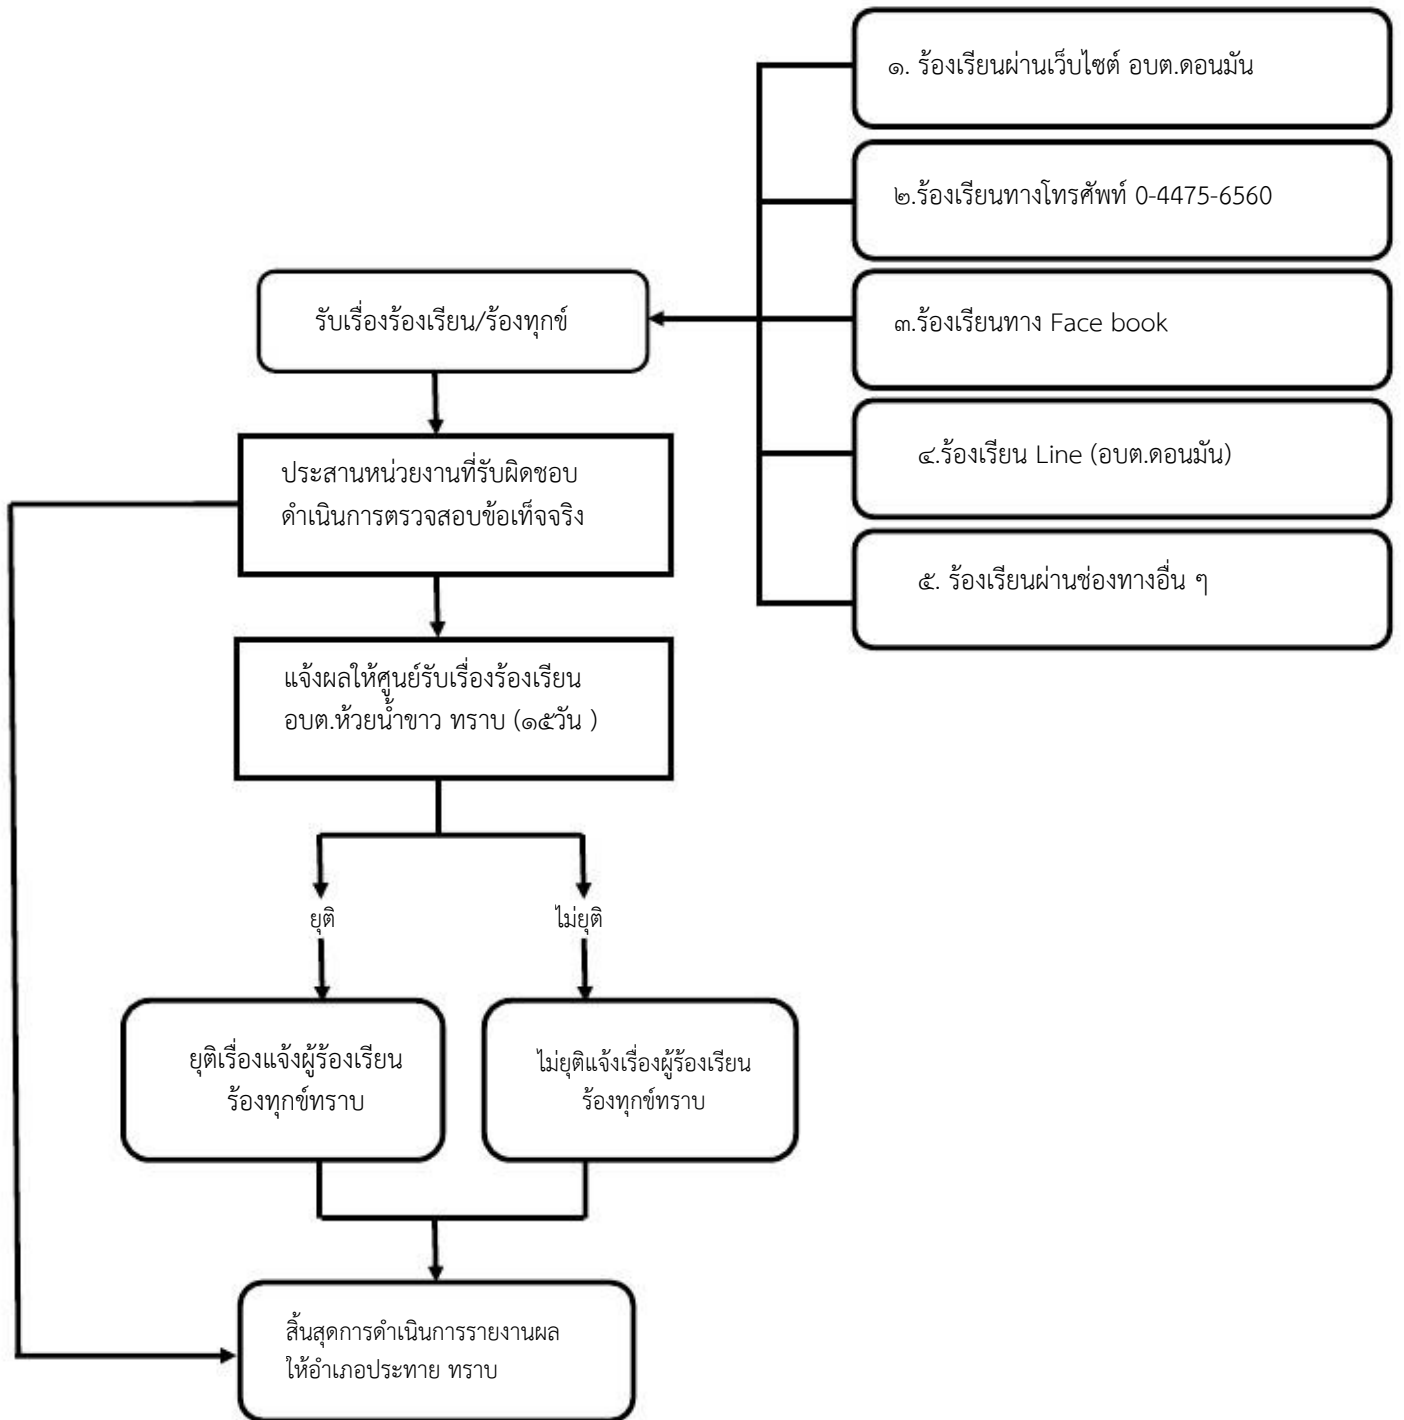 ๑. ร้องเรียนผ่านเว็บไซต์ อบต.ดอนมัน
๒.ร้องเรียนทางโทรศัพท์ 0-4475-6560
๓.ร้องเรียนทาง Face book
๔.ร้องเรียน Line (อบต.ดอนมัน)
๕. ร้องเรียนผ่านช่องทางอื่น ๆ
รับเรื่องร้องเรียน/ร้องทุกข์
ประสานหน่วยงานที่รับผิดชอบ
ดำเนินการตรวจสอบข้อเท็จจริง
แจ้งผลให้ศูนย์รับเรื่องร้องเรียน
อบต.ห้วยน้ำขาว ทราบ (๑๕วัน )
ยุติ
ไม่ยุติ
ยุติเรื่องแจ้งผู้ร้องเรียน
ร้องทุกข์ทราบ
ไม่ยุติแจ้งเรื่องผู้ร้องเรียน
ร้องทุกข์ทราบ
สิ้นสุดการดำเนินการรายงานผล
ให้อำเภอประทาย ทราบ